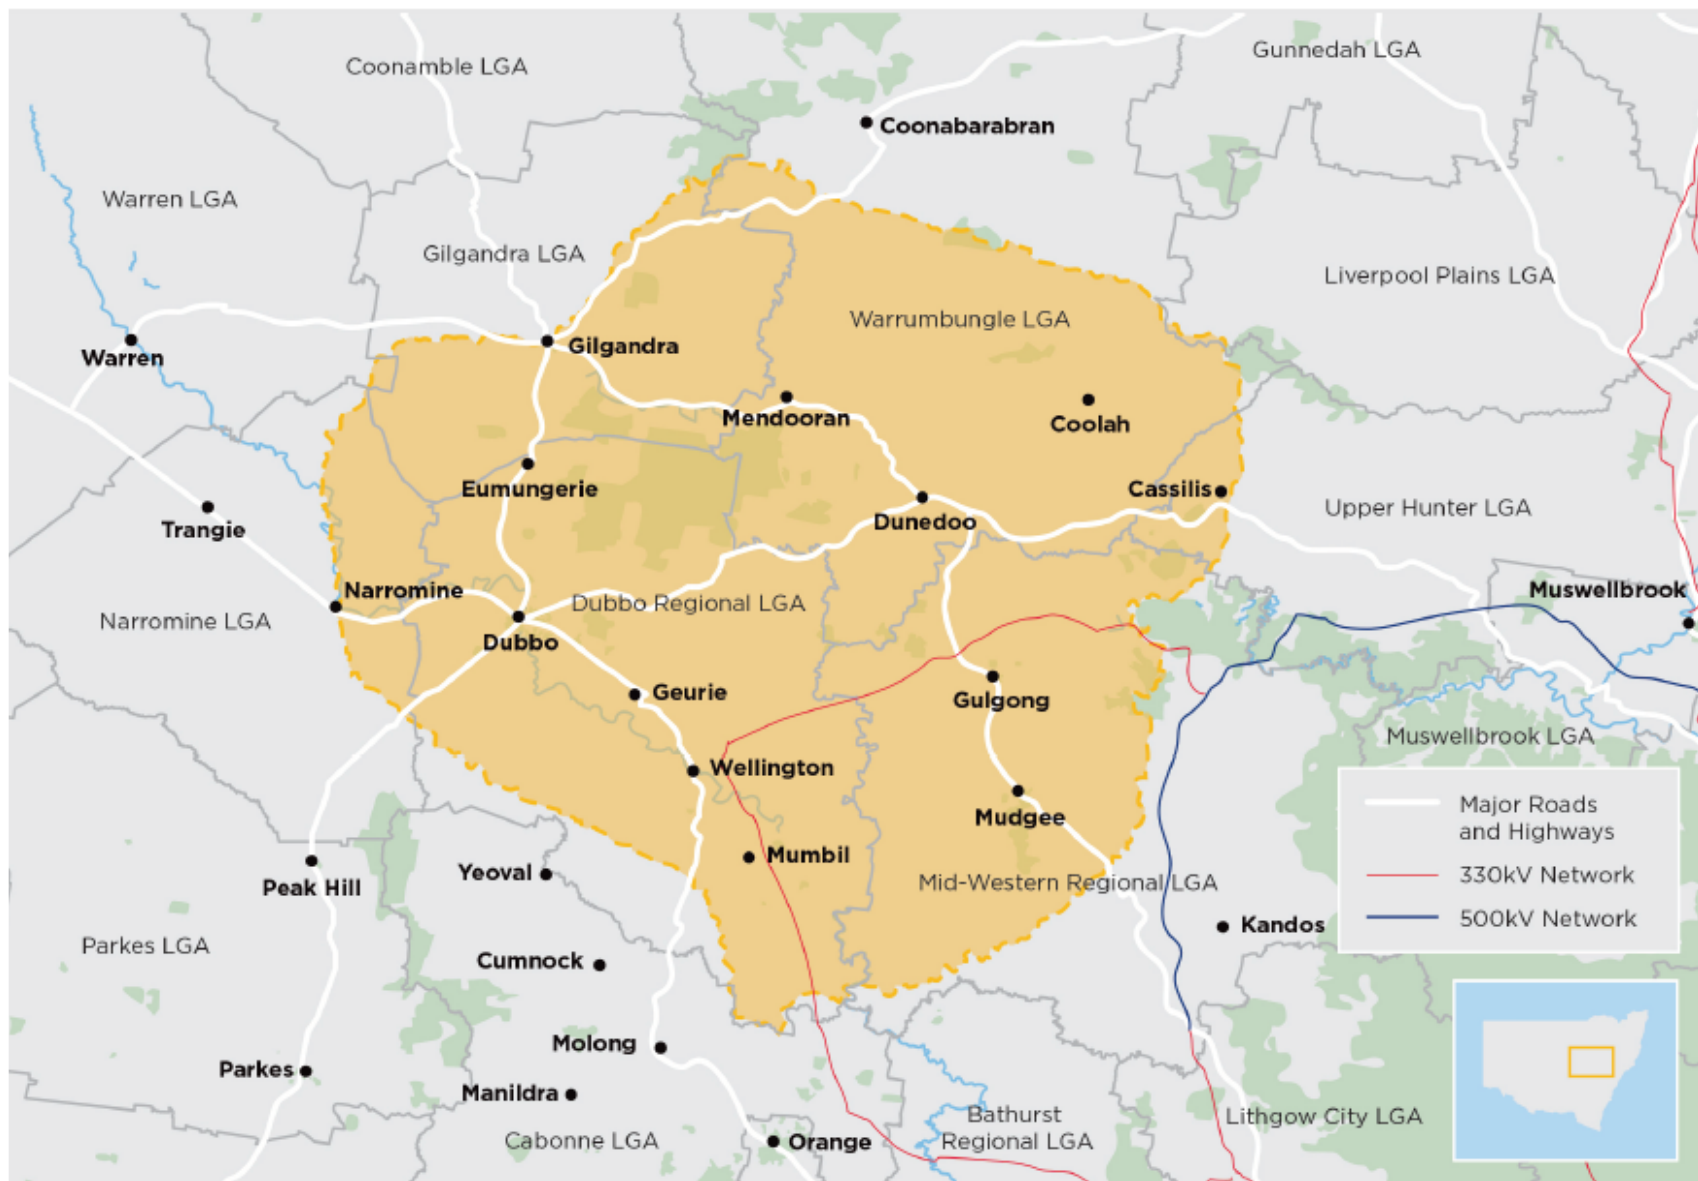 Gunnedah LGA
Coonamble LGA
Coonabarabran
Warren LGA
Gilgandra LGA
Liverpool Plains LGA
Warrumbungle LGA
Warren
Gilgandra
Mendooran
Coolah
Eumungerie
Cassilis
Trangie
Dunedoo
Upper Hunter LGA
Narromine
Muswellbrook
Dubbo Regional LGA
Narromine LGA
Dubbo
Geurie
Gulgong
Muswellbrook LGA
Wellington
Major Roads
and Highways
Mudgee
Mumbil
Yeoval
330kV Network
Peak Hill
Mid-Western Regional LGA
500kV Network
Kandos
Parkes LGA
Cumnock
Molong
Parkes
Manildra
Bathurst
Regional LGA
Lithgow City LGA
Cabonne LGA
Orange